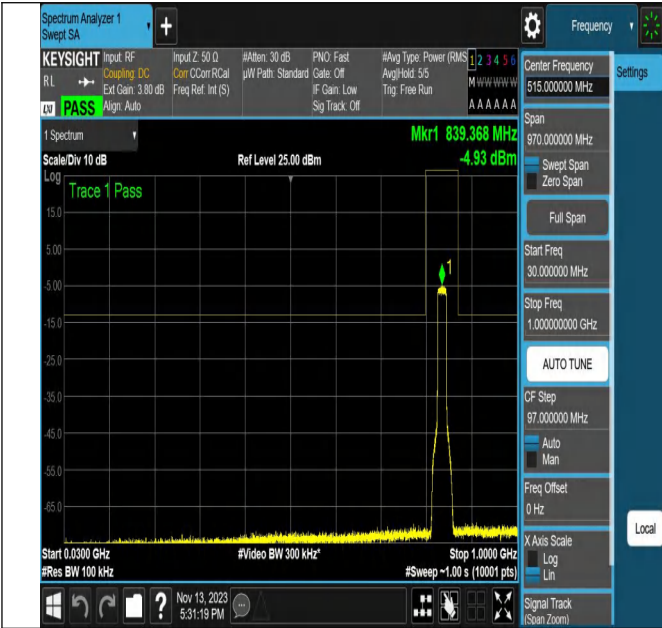 Spectrum Analyzer 1
Swept SA
+
Frequency
KEYSIGHT
RL
LXI PASS
Input: RF
Coupling: DC
Ext Gain: 3.80 dB
Align: Auto
Input Z: 50 Ω
Corr CCorr RCal
Freq Ref: Int (S)
#Atten: 30 dB
µW Path: Standard
PNO: Fast
Gate: Off
IF Gain: Low
Sig Track: Off
#Avg Type: Power (RMS
Avg|Hold: 5/5
Trig: Free Run
1 2 3 4 5 6
M W W W W W
A A A A A A
1 Spectrum
Mkr1 839.368 MHz
Scale/Div 10 dB
Ref Level 25.00 dBm
-4.93 dBm
Log
Trace 1 Pass
15.0
5.00
1
-5.00
-15.0
-25.0
-35.0
-45.0
-55.0
-65.0
Start 0.0300 GHz
#Video BW 300 kHz*
Stop 1.0000 GHz
#Res BW 100 kHz
#Sweep ~1.00 s (10001 pts)
?
Nov 13, 2023
5:31:19 PM
Center Frequency
515.000000 MHz
Settings
Span
970.000000 MHz
Swept Span
Zero Span
Full Span
Start Freq
30.000000 MHz
Stop Freq
1.000000000 GHz
AUTO TUNE
CF Step
97.000000 MHz
Auto
Man
Freq Offset
0 Hz
Local
X Axis Scale
Log
Lin
Signal Track
(Span Zoom)